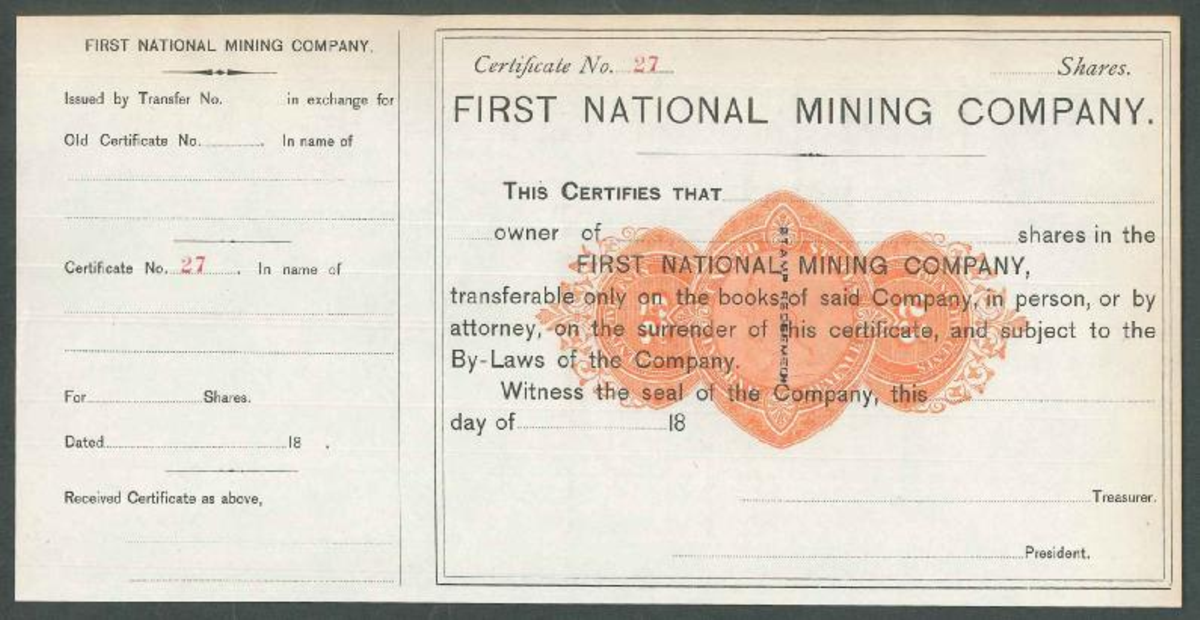 FIRST NATIONAL MINING COMPANY.
Issued by Transfer No. in exchange for
Old Certificate No. . In name of
Certificate No. 27 . In name of
For Shares.
Dated 18 .
Received Certificate as above,
Certificate No. 27 Shares.
FIRST NATIONAL MINING COMPANY.
THIS CERTIFIES THAT
owner of shares in the
FIRST NATIONAL MINING COMPANY,
transferable only on the books of said Company, in person, or by
attorney, on the surrender of this certificate, and subject to the
By-Laws of the Company.
Witness the seal of the Company, this
day of 18
Treasurer.
President.
STAMP REDEEMED
UNITED